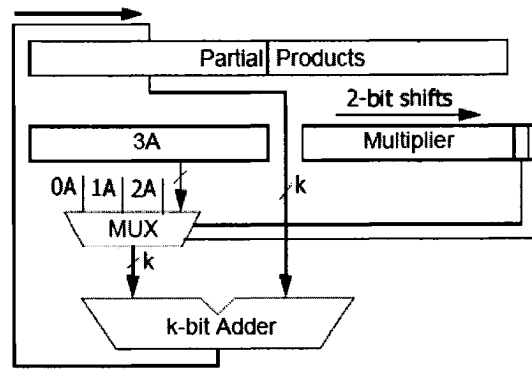 Partial Products
2-bit shifts
3A
Multiplier
k
0A 1A 2A
MUX
k
k-bit Adder